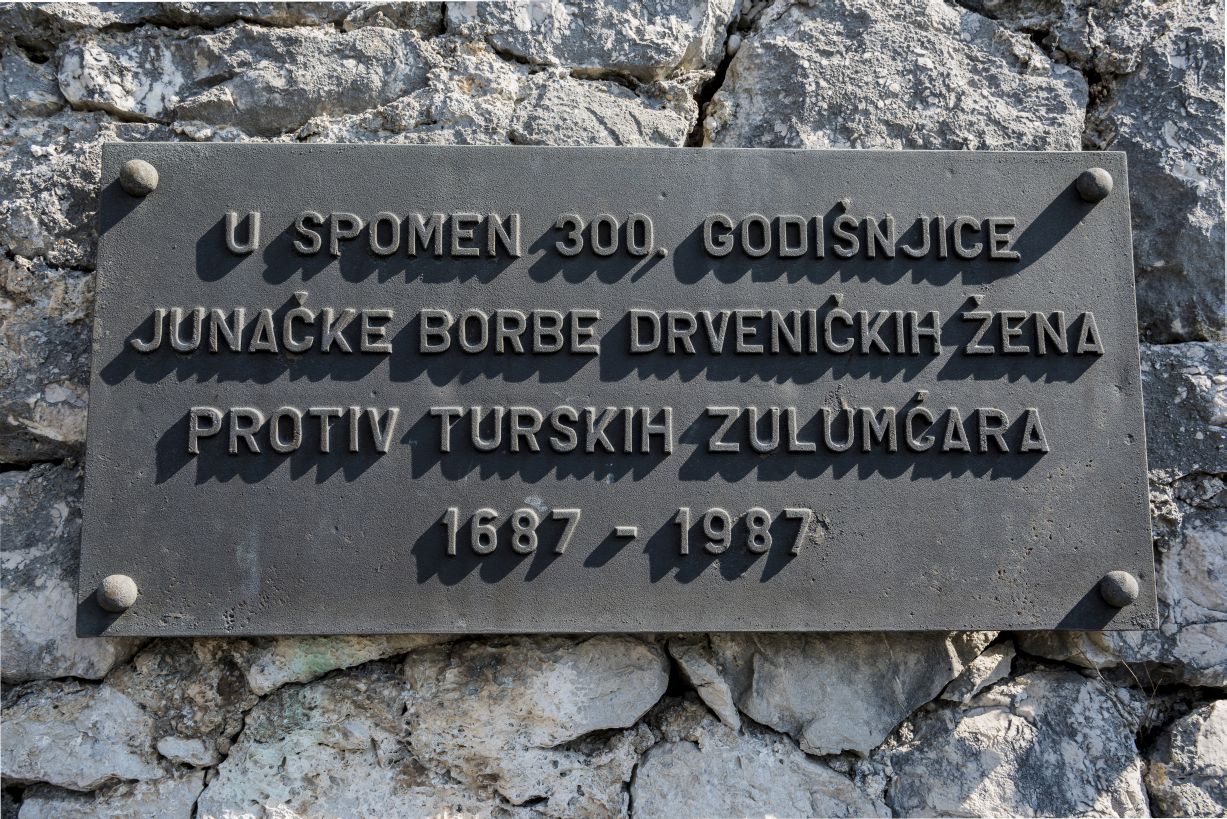 U SPOMEN 300. GODIŠNJICE
JUNAČKE BORBE DRVENIČKIH ŽENA
PROTIV TURSKIH ZULUMĆARA
1687 - 1987